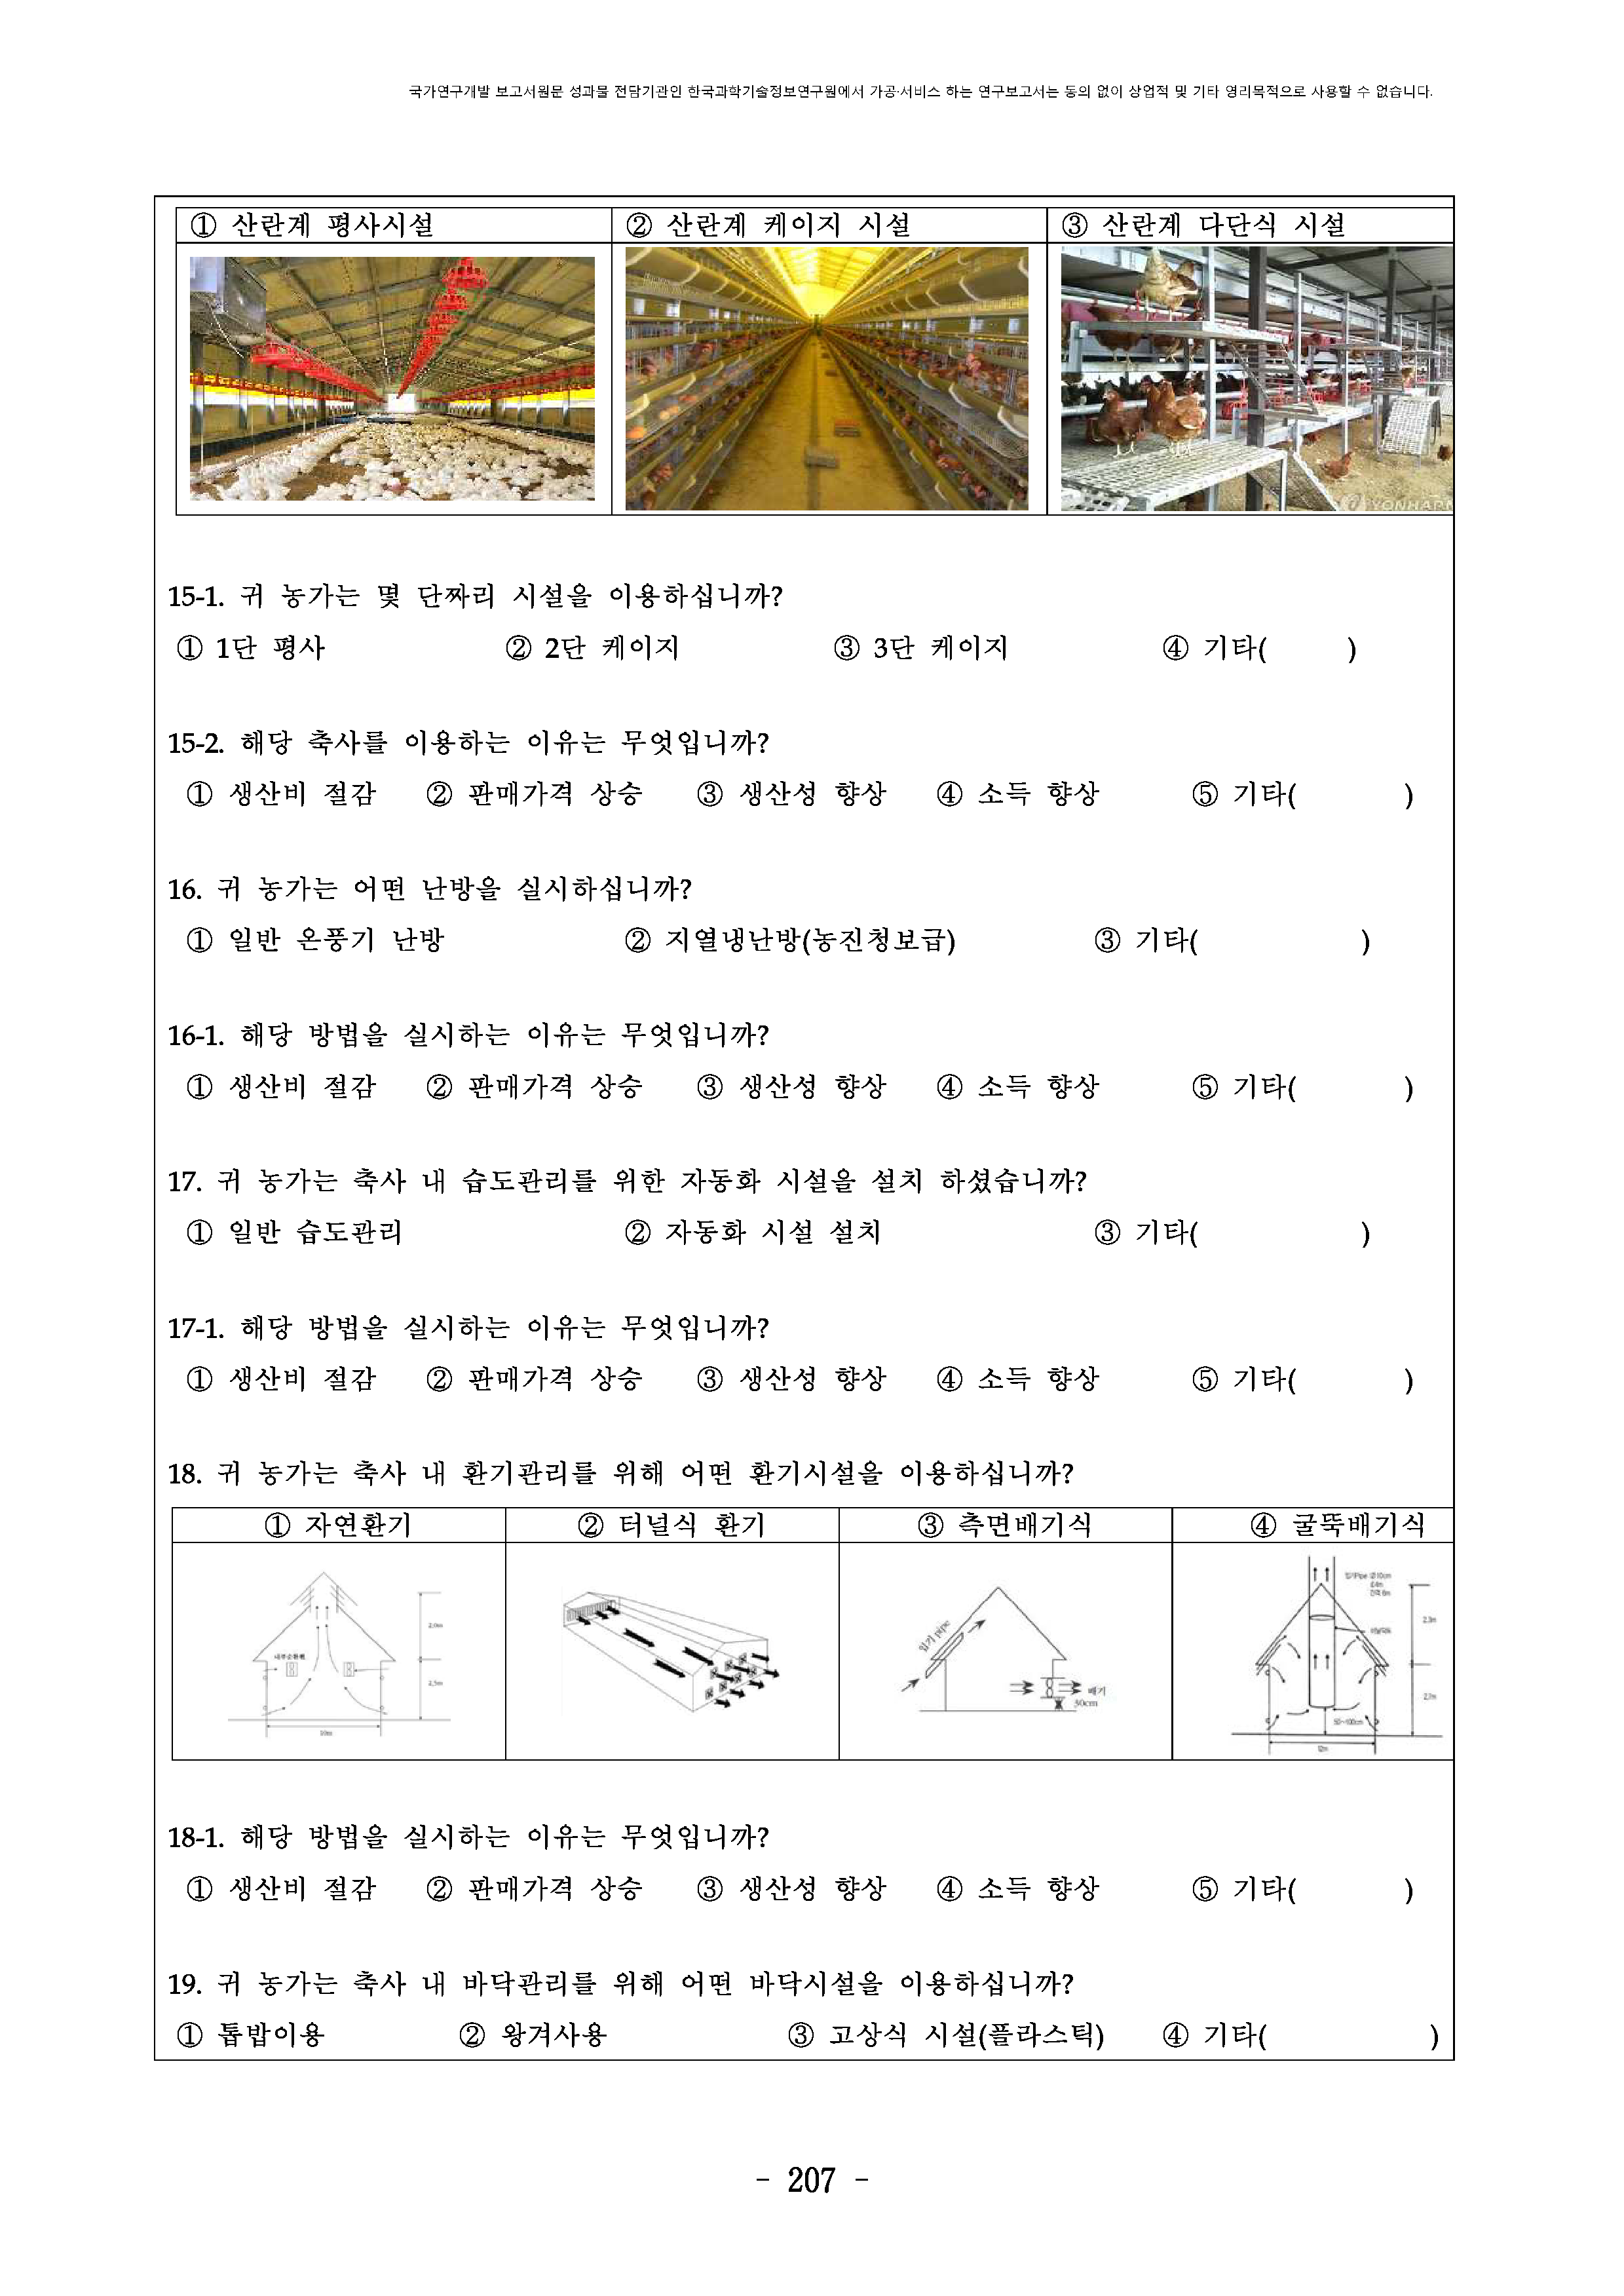 국가연구개발 보고서원문 성과물 전담기관인 한국과학기술정보연구원에서 가공·서비스 하는 연구보고서는 동의 없이 상업적 및 기타 영리목적으로 사용할 수 없습니다.
① 산란계 평사시설 ② 산란계 케이지 시설 ③ 산란계 다단식 시설
15-1. 귀 농가는 몇 단짜리 시설을 이용하십니까?
① 1단 평사 ② 2단 케이지 ③ 3단 케이지 ④ 기타( )
15-2. 해당 축사를 이용하는 이유는 무엇입니까?
① 생산비 절감 ② 판매가격 상승 ③ 생산성 향상 ④ 소득 향상 ⑤ 기타( )
16. 귀 농가는 어떤 난방을 실시하십니까?
① 일반 온풍기 난방 ② 지열냉난방(농진청보급) ③ 기타( )
16-1. 해당 방법을 실시하는 이유는 무엇입니까?
① 생산비 절감 ② 판매가격 상승 ③ 생산성 향상 ④ 소득 향상 ⑤ 기타( )
17. 귀 농가는 축사 내 습도관리를 위한 자동화 시설을 설치 하셨습니까?
① 일반 습도관리 ② 자동화 시설 설치 ③ 기타( )
17-1. 해당 방법을 실시하는 이유는 무엇입니까?
① 생산비 절감 ② 판매가격 상승 ③ 생산성 향상 ④ 소득 향상 ⑤ 기타( )
18. 귀 농가는 축사 내 환기관리를 위해 어떤 환기시설을 이용하십니까?
① 자연환기 ② 터널식 환기 ③ 측면배기식 ④ 굴뚝배기식
입기 pipe
배기
30cm
18-1. 해당 방법을 실시하는 이유는 무엇입니까?
① 생산비 절감 ② 판매가격 상승 ③ 생산성 향상 ④ 소득 향상 ⑤ 기타( )
19. 귀 농가는 축사 내 바닥관리를 위해 어떤 바닥시설을 이용하십니까?
① 톱밥이용 ② 왕겨사용 ③ 고상식 시설(플라스틱) ④ 기타( )
- 207 -